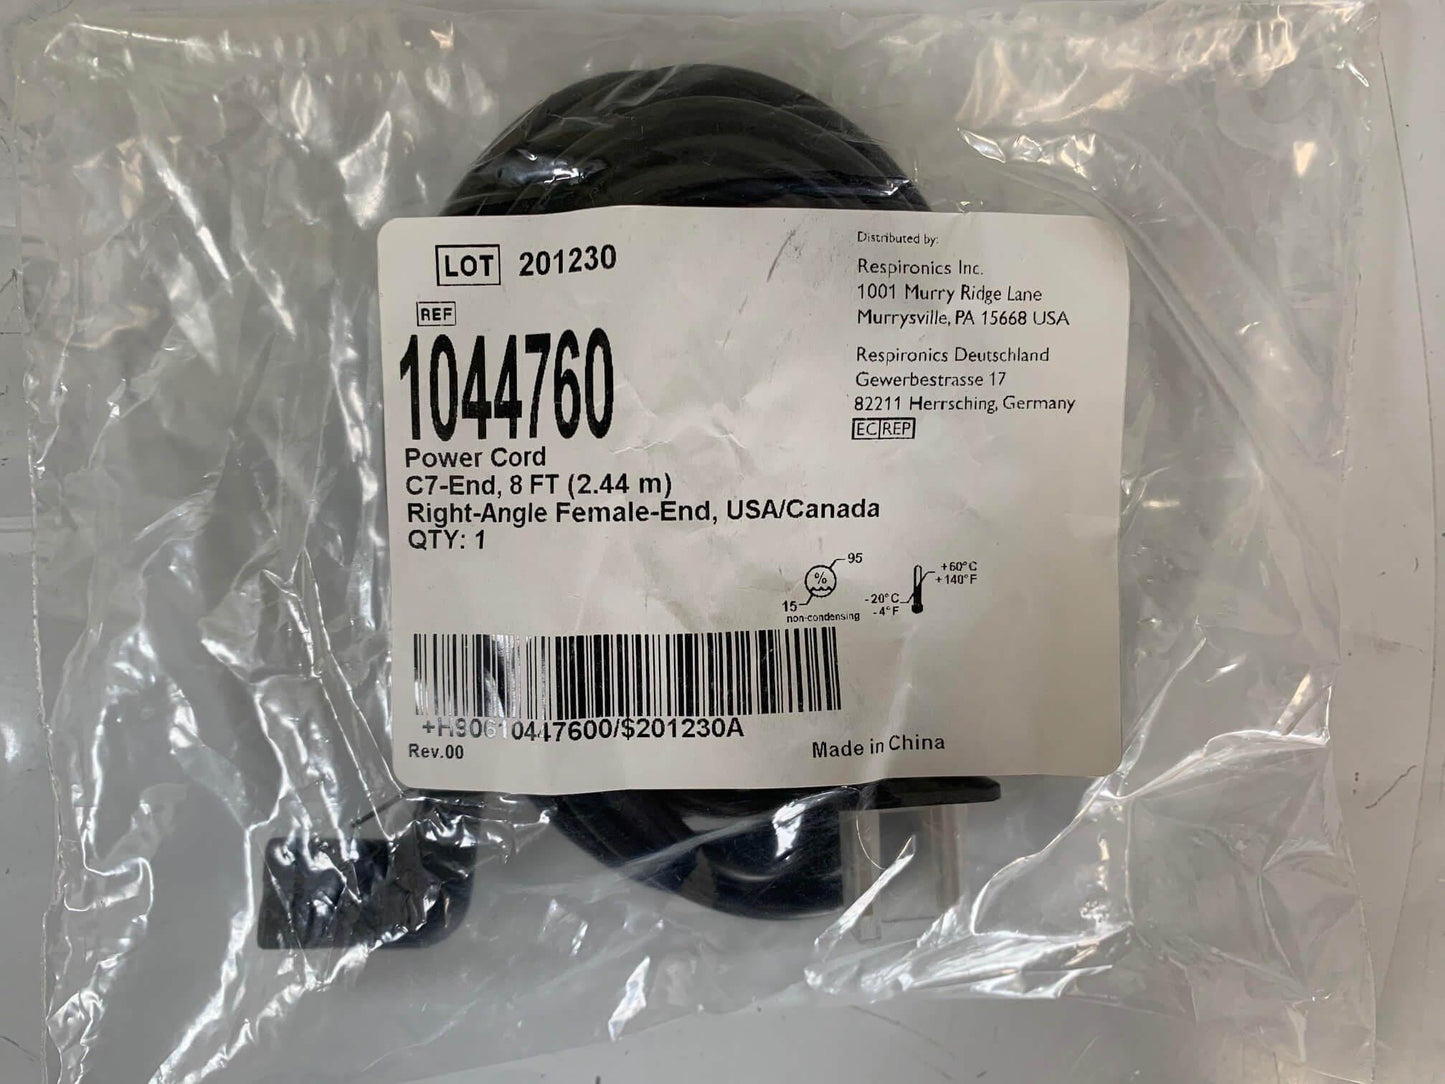 LOT 201230
REF
1044760
Power Cord
C7-End, 8 FT (2.44 m)
Right-Angle Female-End, USA/Canada
QTY: 1
Distributed by:
Respironics Inc.
1001 Murry Ridge Lane
Murrysville, PA 15668 USA
Respironics Deutschland
Gewerbestrasse 17
82211 Herrsching, Germany
EC REP
95
%
15
non-condensing
+60°C
+140°F
-20°C
-4°F
+H90610447600/$201230A
Rev.00
Made in China